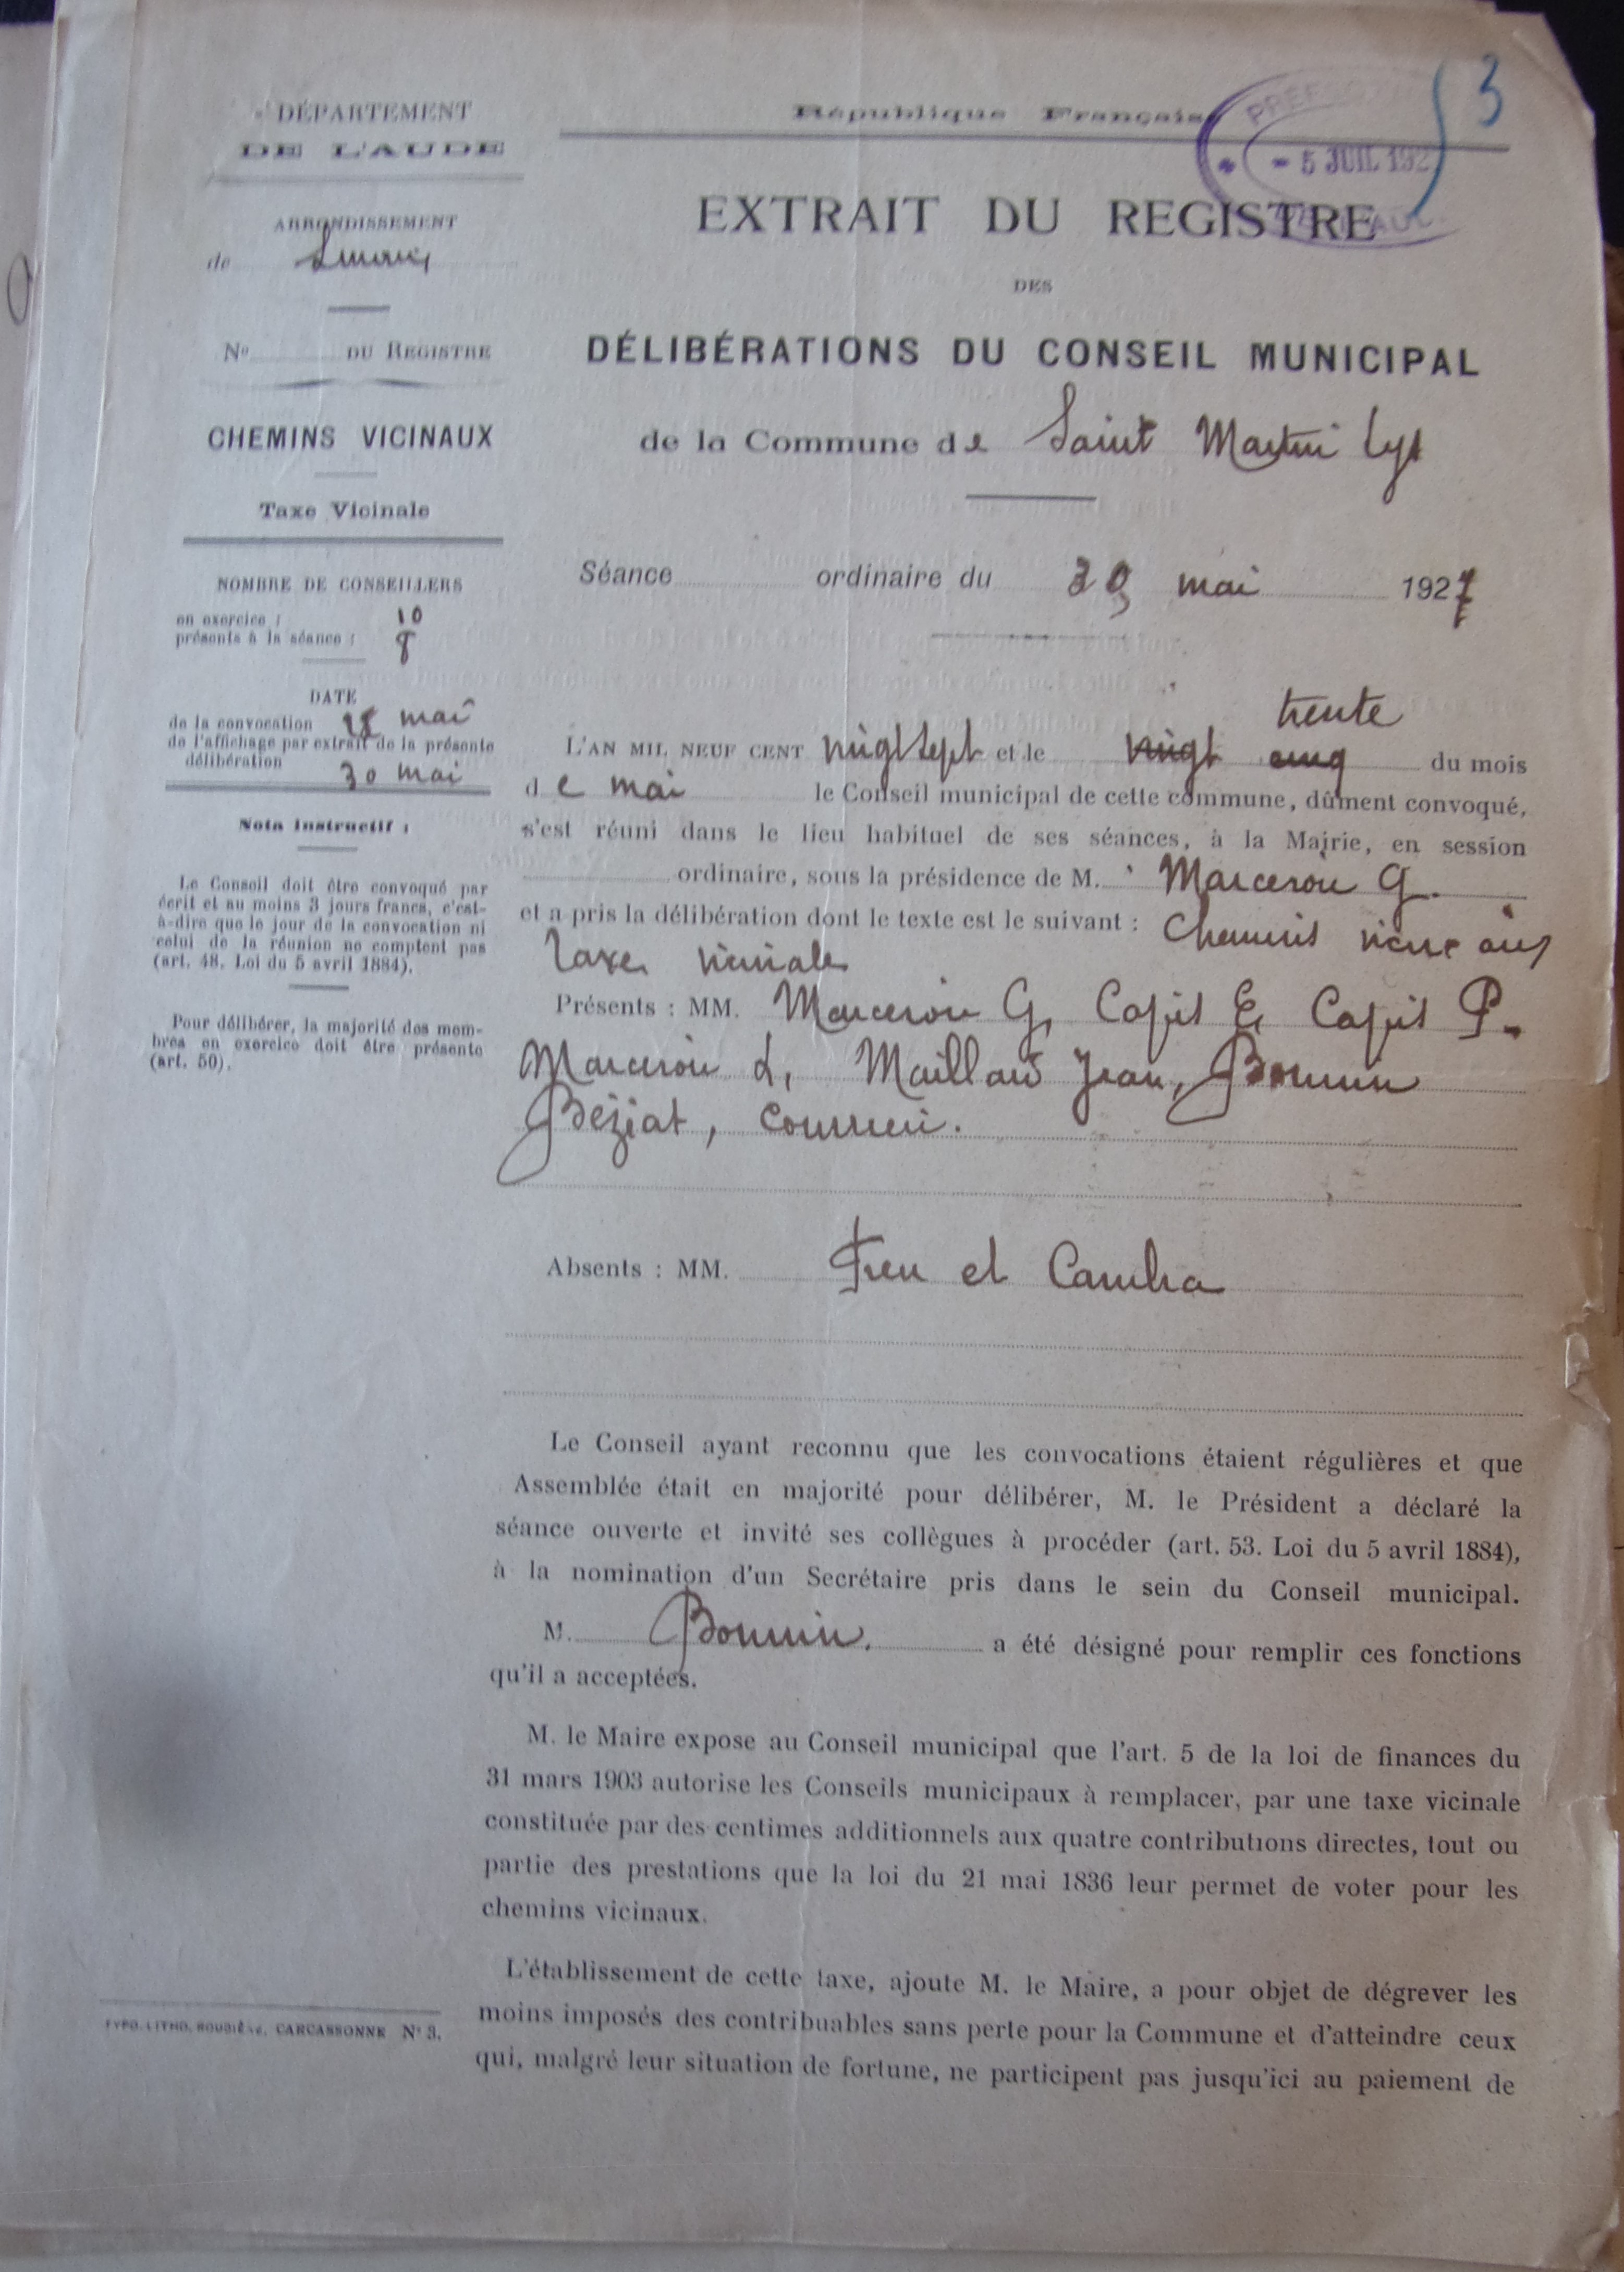 DÉPARTEMENT
DE L'AUDE
ARRONDISSEMENT
de Limoux
No DU REGISTRE
CHEMINS VICINAUX
Taxe Vicinale
NOMBRE DE CONSEILLERS
en exercice : 10
présents à la séance : 8
DATE
de la convocation 18 mai
de l'affichage par extrait de la présente
délibération 30 mai
Nota Instructif :
Le Conseil doit être convoqué par
écrit et au moins 3 jours francs, c'est-
à-dire que le jour de la convocation ni
celui de la réunion ne comptent pas
(art. 48. Loi du 5 avril 1884).
Pour délibérer, la majorité des mem-
bres en exercice doit être présente
(art. 50).
TYPO.-LITHO. ROUDIÈRE, CARCASSONNE N° 3.
République Française
53
PRÉFECTURE
- 5 JUIL 192
EXTRAIT DU REGISTRE
DES
DÉLIBÉRATIONS DU CONSEIL MUNICIPAL
de la Commune de Saint Martin Lys
Séance ordinaire du 30 mai 1927
trente
L'AN MIL NEUF CENT vingt sept et le vingt cinq du mois
de mai le Conseil municipal de cette commune, dûment convoqué,
s'est réuni dans le lieu habituel de ses séances, à la Mairie, en session
ordinaire, sous la présidence de M. Marcerou G.
et a pris la délibération dont le texte est le suivant : Chemins vicinaux
Taxe vicinale
Présents : MM. Marcerou G, Capis E, Capis P.
Marcerou L, Maillard Jean, Bonnin
Béziat,
Absents : MM. et
Le Conseil ayant reconnu que les convocations étaient régulières et que
Assemblée était en majorité pour délibérer, M. le Président a déclaré la
séance ouverte et invité ses collègues à procéder (art. 53. Loi du 5 avril 1884),
à la nomination d'un Secrétaire pris dans le sein du Conseil municipal.
M. Bonnin. a été désigné pour remplir ces fonctions
qu'il a acceptées.
M. le Maire expose au Conseil municipal que l'art. 5 de la loi de finances du
31 mars 1903 autorise les Conseils municipaux à remplacer, par une taxe vicinale
constituée par des centimes additionnels aux quatre contributions directes, tout ou
partie des prestations que la loi du 21 mai 1836 leur permet de voter pour les
chemins vicinaux.
L'établissement de cette taxe, ajoute M. le Maire, a pour objet de dégrever les
moins imposés des contribuables sans perte pour la Commune et d'atteindre ceux
qui, malgré leur situation de fortune, ne participent pas jusqu'ici au paiement de